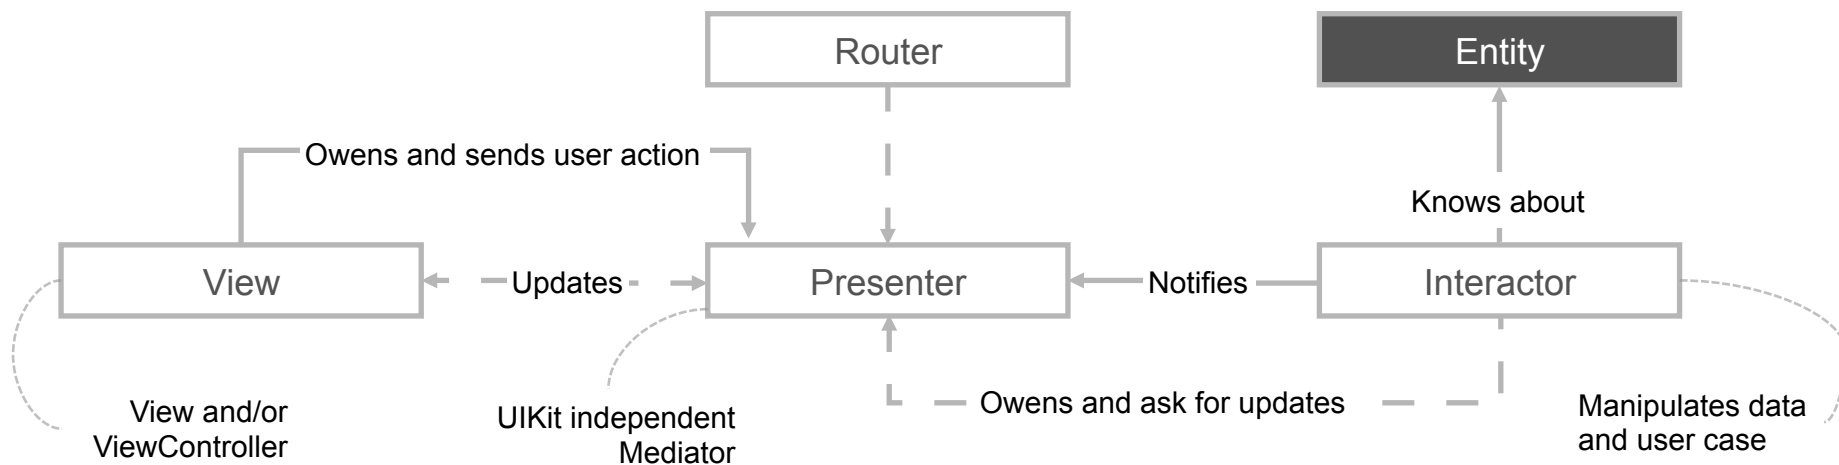 Router
Entity
Owens and sends user action
Knows about
View
Updates
Presenter
Notifies
Interactor
View and/or
ViewController
UIKit independent
Mediator
Owens and ask for updates
Manipulates data
and user case